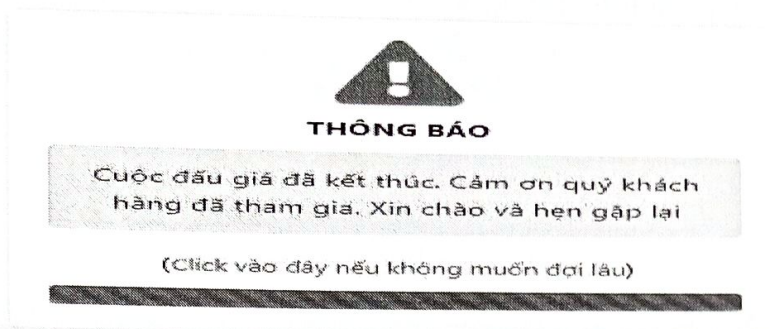 THÔNG BÁO
Cuộc đấu giá đã kết thúc. Cảm ơn quý khách
hàng đã tham gia. Xin chào và hẹn gặp lại
(Click vào đây nếu không muốn đợi lâu)